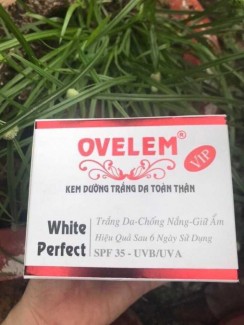 OVELEM®
VIP
KEM DƯỠNG TRẮNG DA TOÀN THÂN
White
Perfect
Trắng Da-Chống Nắng-Giữ Ẩm
Hiệu Quả Sau 6 Ngày Sử Dụng
SPF 35 - UVB/UVA